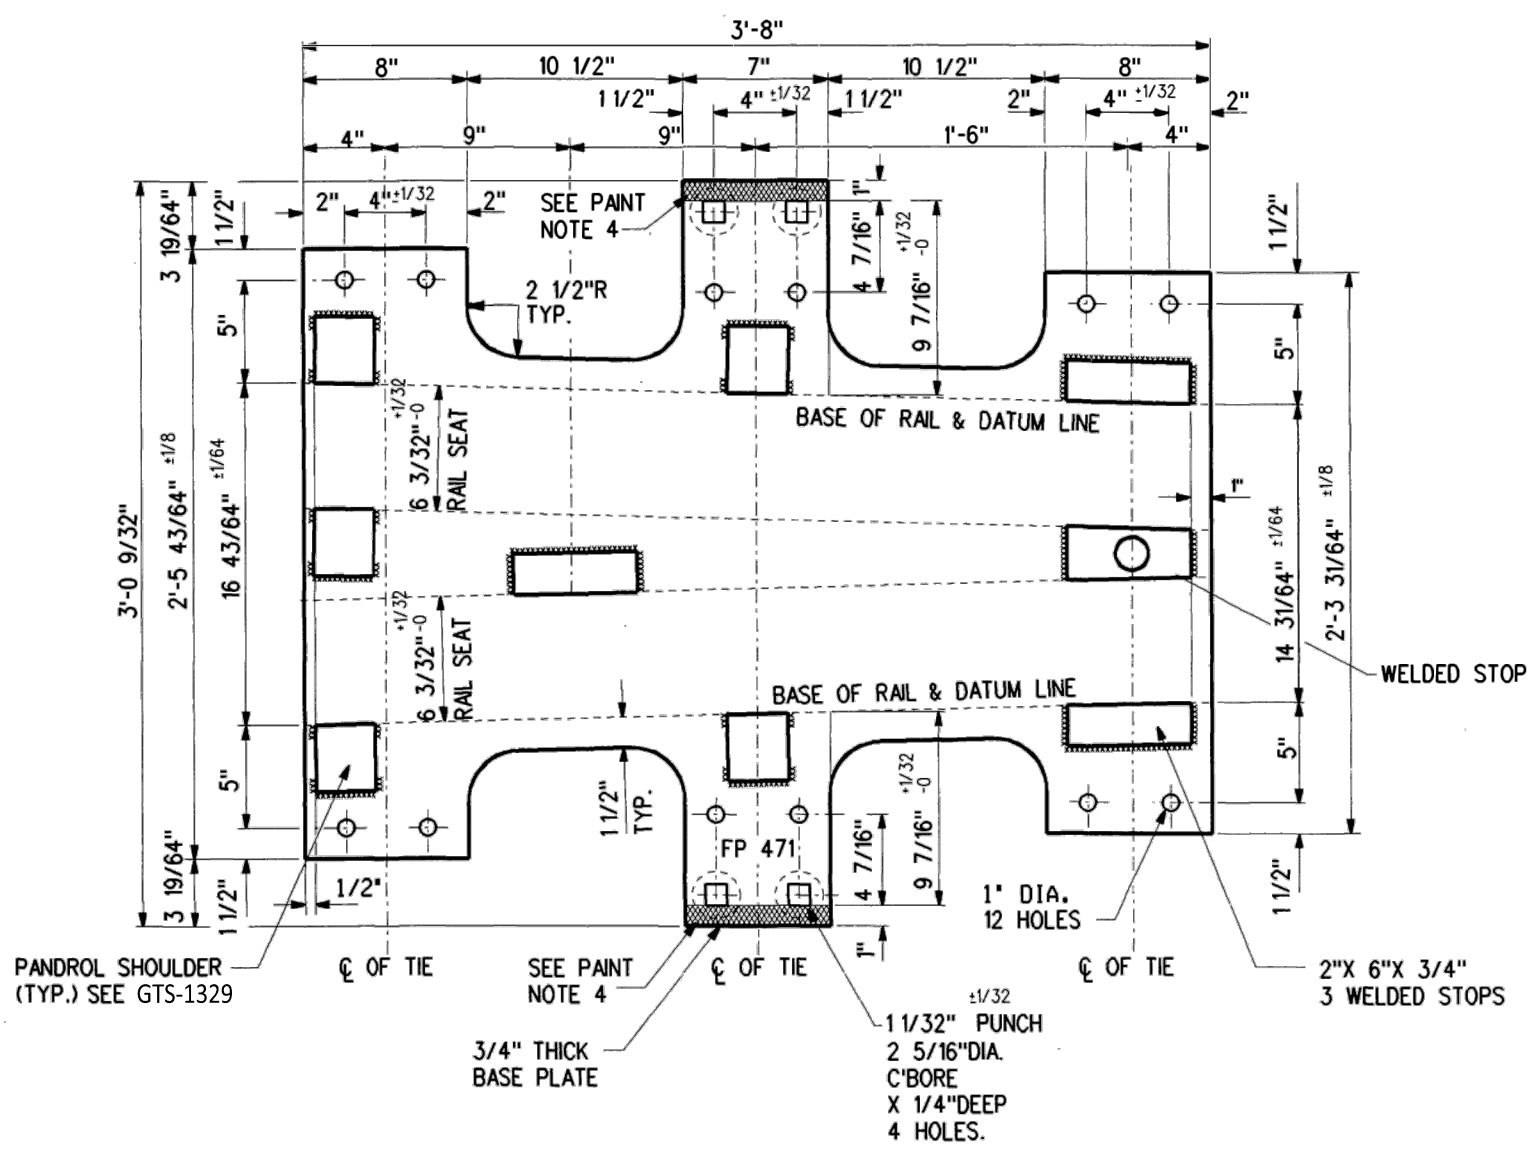 3'-8"
8" 10 1/2" 7" 10 1/2" 8"
1 1/2" 4" ±1/32 1 1/2" 2" 4" ±1/32 2"
4" 9" 9" 1'-6" 4"
2" 4" ±1/32 2"
3 19/64"
1 1/2"
SEE PAINT
NOTE 4
1"
4 7/16"
9 7/16" +1/32 -0
1 1/2"
2 1/2"R
TYP.
5"
5"
BASE OF RAIL & DATUM LINE
6 3/32" +1/32 -0
RAIL SEAT
3'-0 9/32"
2'-5 43/64" ±1/8
16 43/64" ±1/64
1"
14 31/64" ±1/64
2'-3 31/64" ±1/8
6 3/32" +1/32 -0
RAIL SEAT
WELDED STOP
BASE OF RAIL & DATUM LINE
5"
1 1/2"
TYP.
5"
FP 471
4 7/16"
9 7/16" +1/32 -0
3 19/64"
1 1/2"
1/2"
1" DIA.
12 HOLES
1 1/2"
1"
PANDROL SHOULDER
(TYP.) SEE GTS-1329
℄ OF TIE
SEE PAINT
NOTE 4
℄ OF TIE
℄ OF TIE
2"X 6"X 3/4"
3 WELDED STOPS
3/4" THICK
BASE PLATE
±1/32
1 1/32" PUNCH
2 5/16"DIA.
C'BORE
X 1/4"DEEP
4 HOLES.